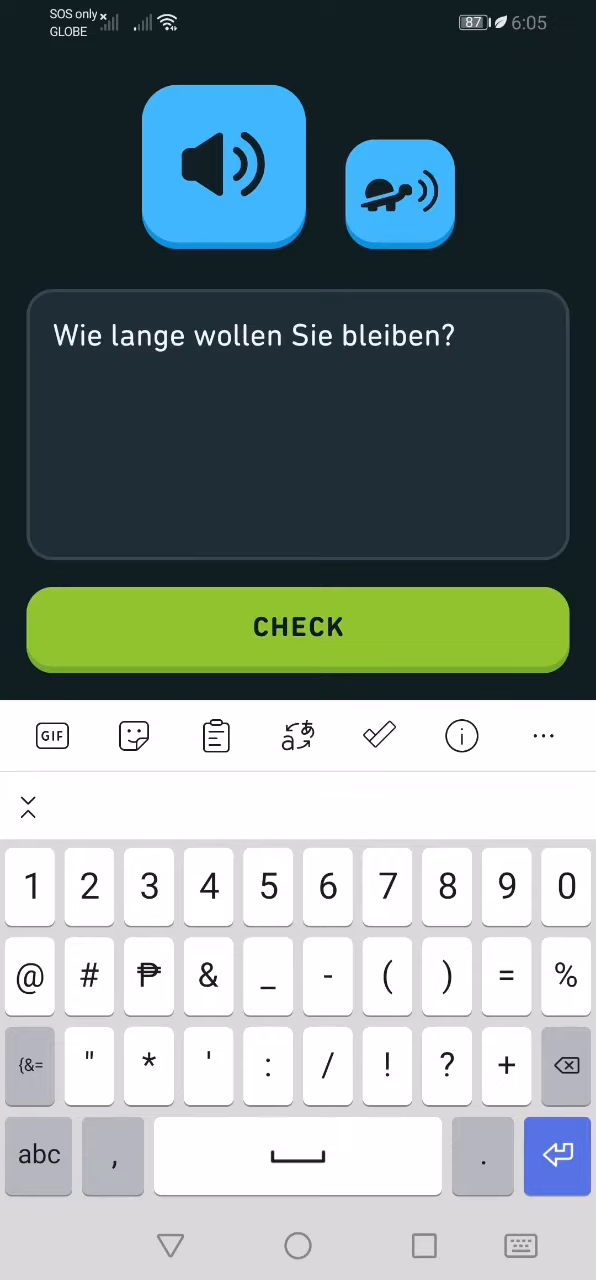 SOS only
GLOBE
87 6:05
Wie lange wollen Sie bleiben?
CHECK
GIF
1 2 3 4 5 6 7 8 9 0
@ # ₱ & _ - ( ) = %
{&= " * ' : / ! ? +
abc , .